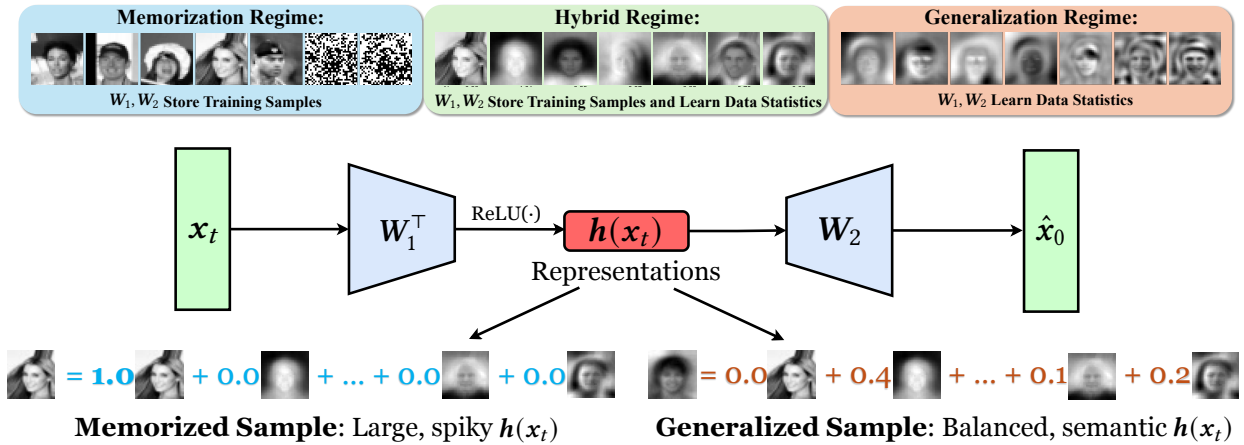 Memorization Regime:
Hybrid Regime:
Generalization Regime:
W₁, W₂ Store Training Samples
W₁, W₂ Store Training Samples and Learn Data Statistics
W₁, W₂ Learn Data Statistics
xₜ
W₁⊤
ReLU(·)
h(xₜ)
W₂
x̂₀
Representations
= 1.0 + 0.0 + ... + 0.0 + 0.0
= 0.0 + 0.4 + ... + 0.1 + 0.2
Memorized Sample: Large, spiky h(xₜ)
Generalized Sample: Balanced, semantic h(xₜ)